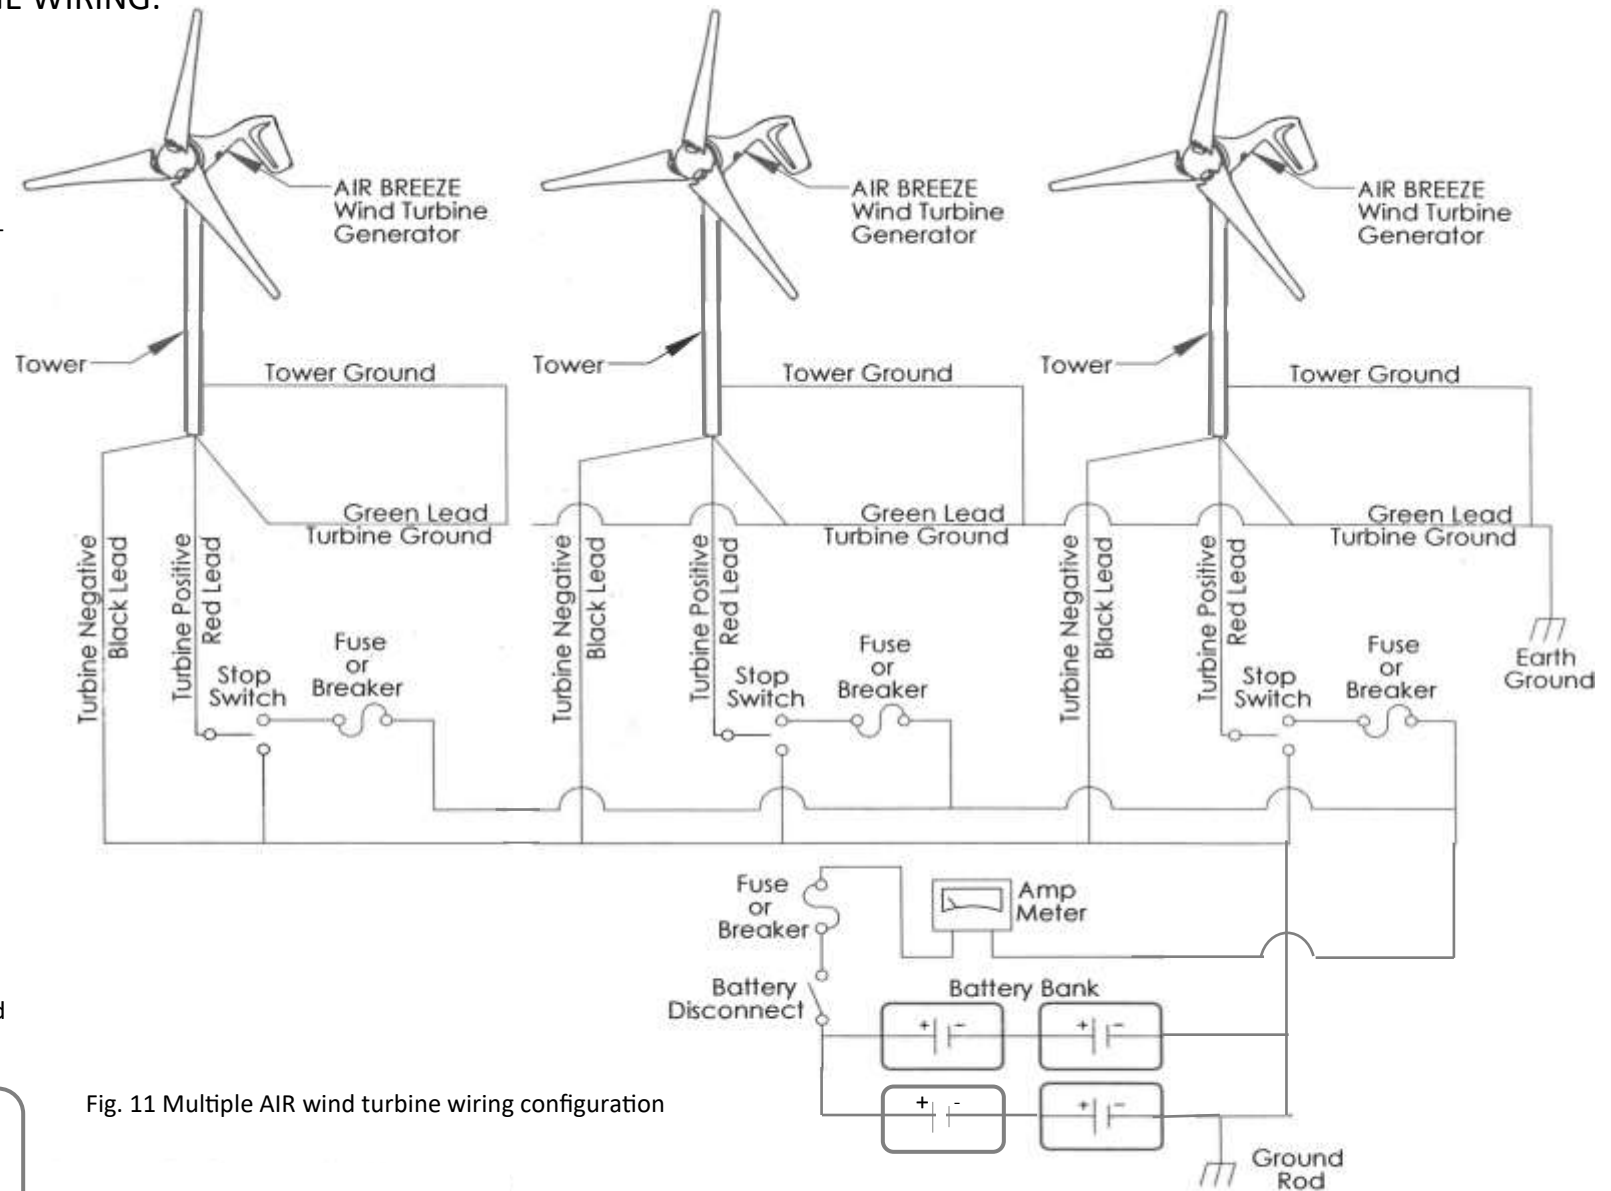 AIR BREEZE
Wind Turbine
Generator
AIR BREEZE
Wind Turbine
Generator
AIR BREEZE
Wind Turbine
Generator
Tower
Tower Ground
Tower
Tower Ground
Tower
Tower Ground
Green Lead
Turbine Ground
Green Lead
Turbine Ground
Green Lead
Turbine Ground
Turbine Negative
Black Lead
Turbine Positive
Red Lead
Stop
Switch
Fuse
or
Breaker
Turbine Negative
Black Lead
Turbine Positive
Red Lead
Stop
Switch
Fuse
or
Breaker
Turbine Negative
Black Lead
Turbine Positive
Red Lead
Stop
Switch
Fuse
or
Breaker
Earth
Ground
Fuse
or
Breaker
Amp
Meter
Battery
Disconnect
Battery Bank
+ -
+ -
+ -
+ -
Ground
Rod
WIRING:
Fig. 11 Multiple AIR wind turbine wiring configuration